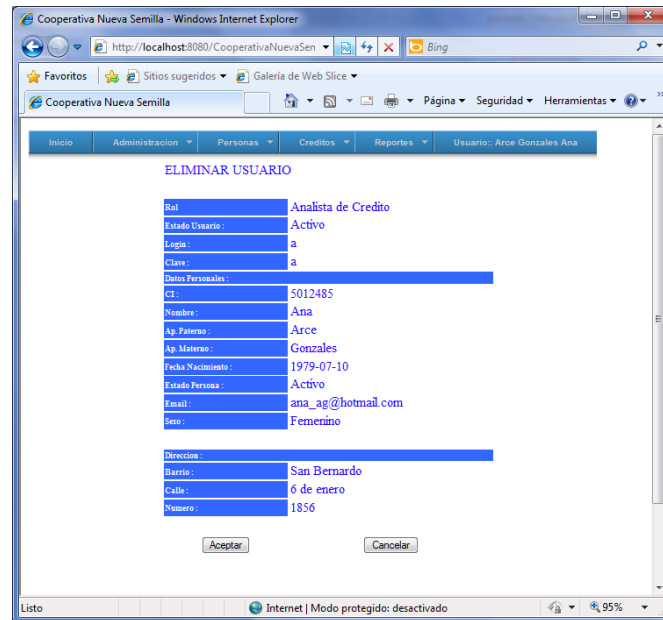 Cooperativa Nueva Semilla - Windows Internet Explorer
http://localhost:8080/CooperativaNuevaSen
Bing
Favoritos Sitios sugeridos Galería de Web Slice
Cooperativa Nueva Semilla Página Seguridad Herramientas
Inicio Administracion Personas Creditos Reportes Usuario:: Arce Gonzales Ana
ELIMINAR USUARIO
Rol Analista de Credito
Estado Usuario : Activo
Login : a
Clave : a
Datos Personales :
CI : 5012485
Nombre : Ana
Ap. Paterno : Arce
Ap. Materno : Gonzales
Fecha Nacimiento : 1979-07-10
Estado Persona : Activo
Email : ana_ag@hotmail.com
Sexo : Femenino
Direccion :
Barrio : San Bernardo
Calle : 6 de enero
Numero : 1856
Aceptar Cancelar
Listo Internet | Modo protegido: desactivado 95%